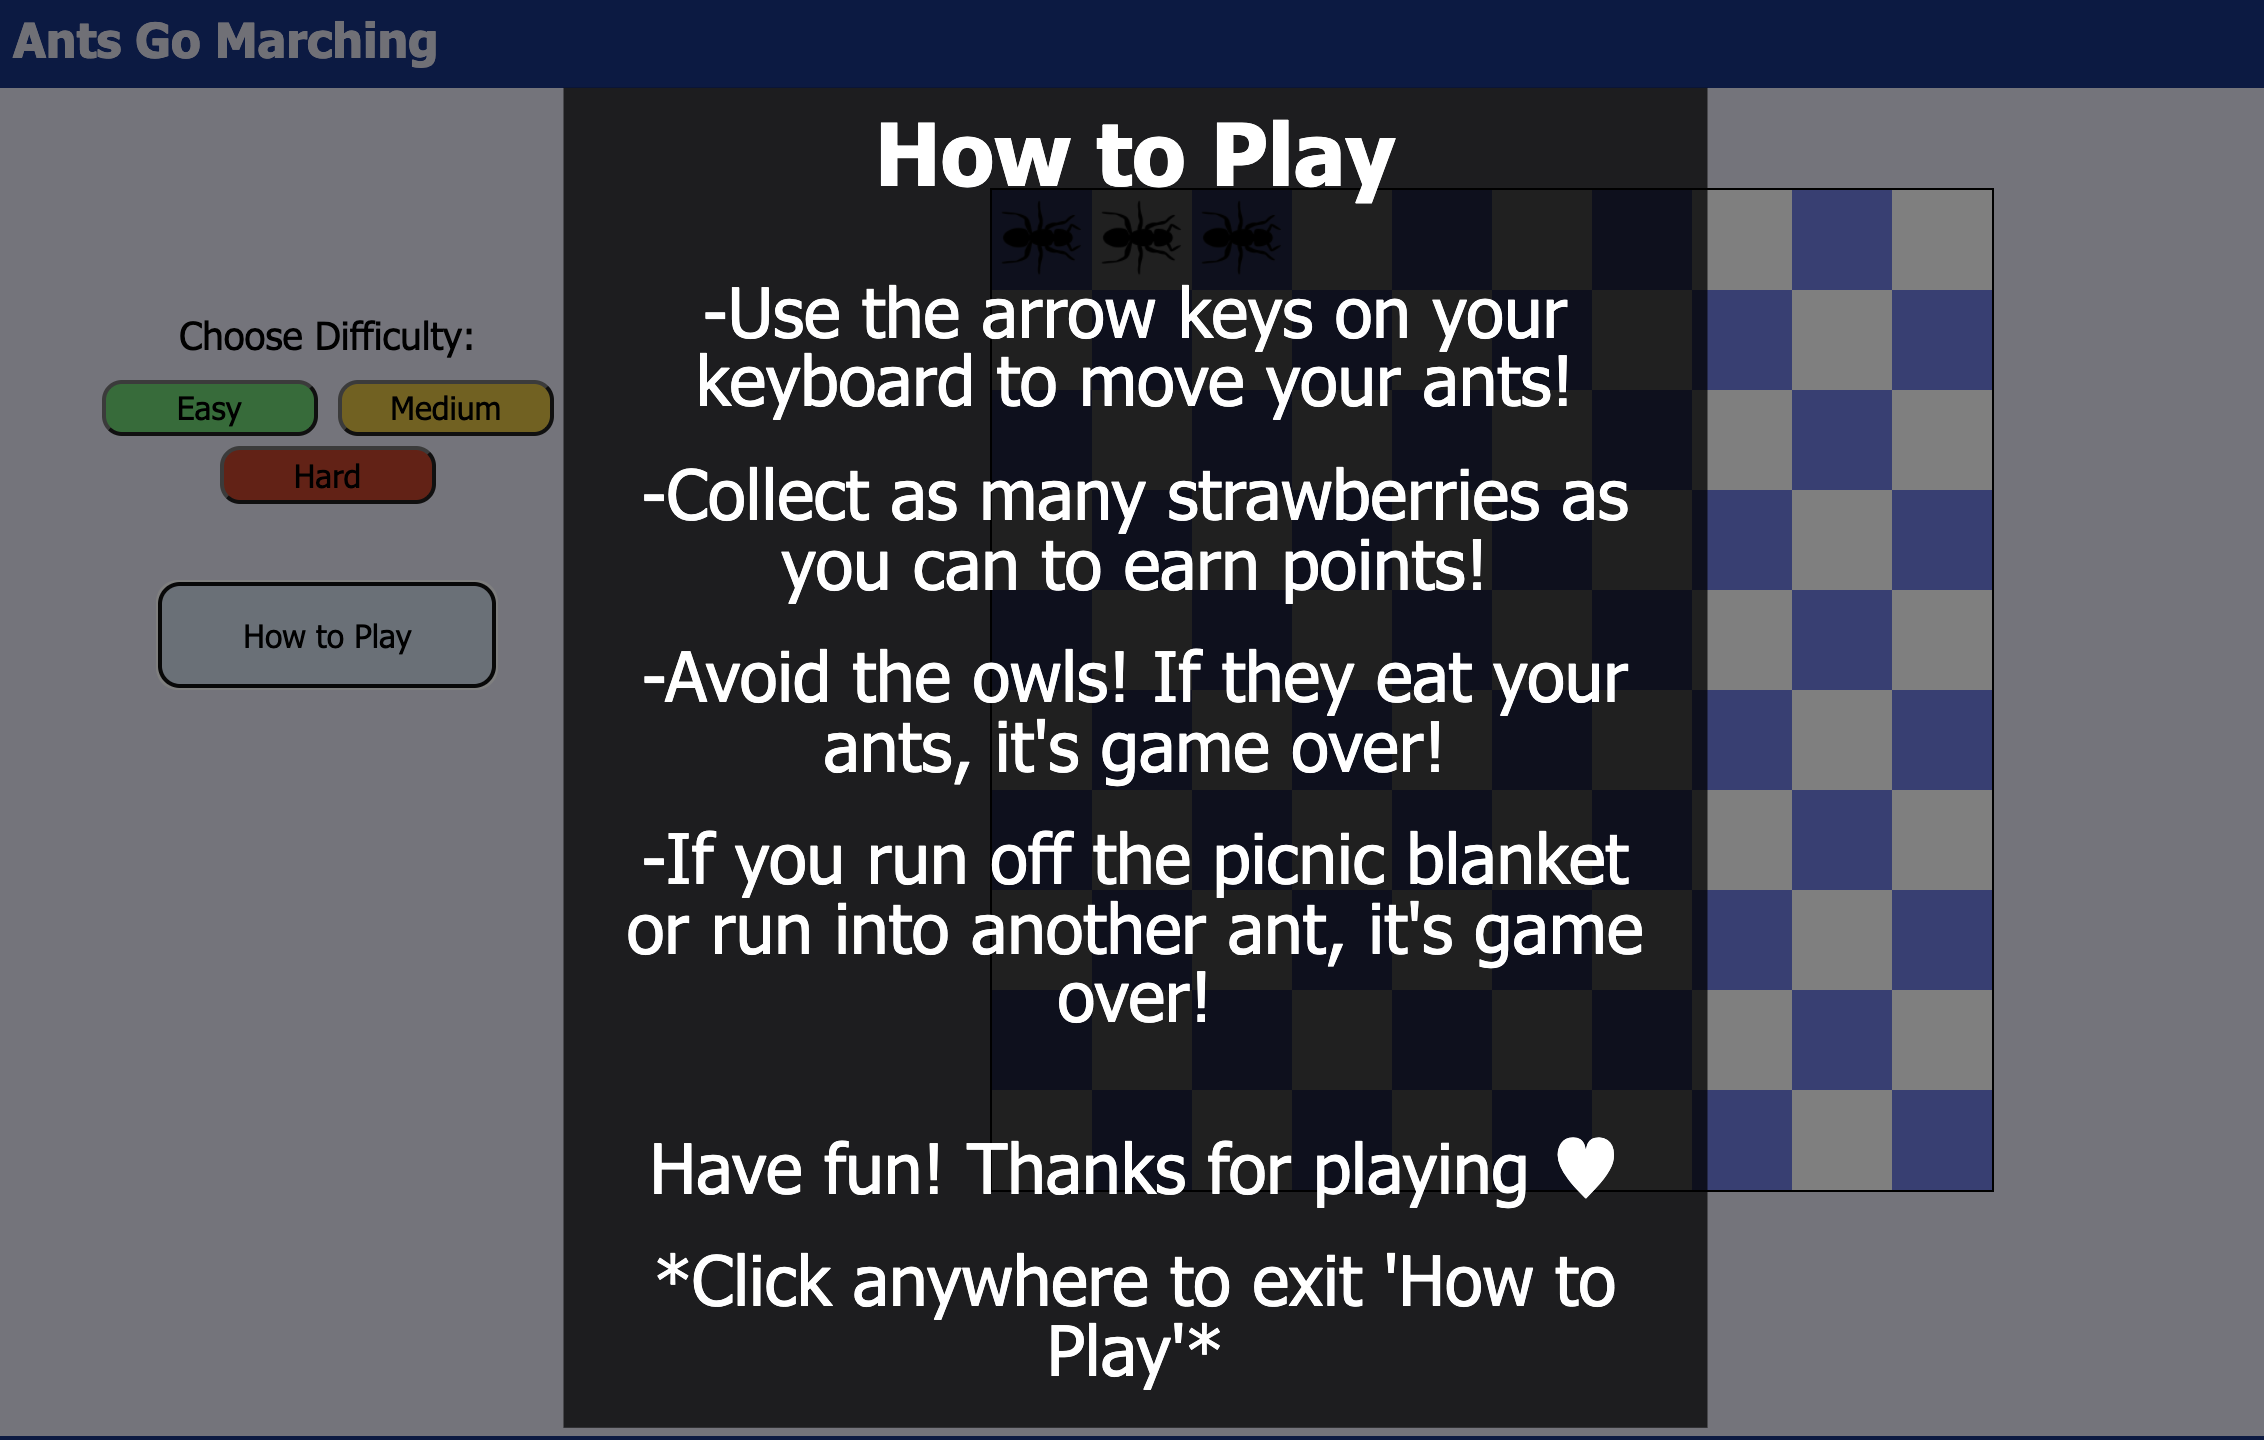 Ants Go Marching
How to Play
-Use the arrow keys on your
keyboard to move your ants!
-Collect as many strawberries as
you can to earn points!
-Avoid the owls! If they eat your
ants, it's game over!
-If you run off the picnic blanket
or run into another ant, it's game
over!
Have fun! Thanks for playing ♥
*Click anywhere to exit 'How to
Play'*
Choose Difficulty:
Easy
Medium
Hard
How to Play